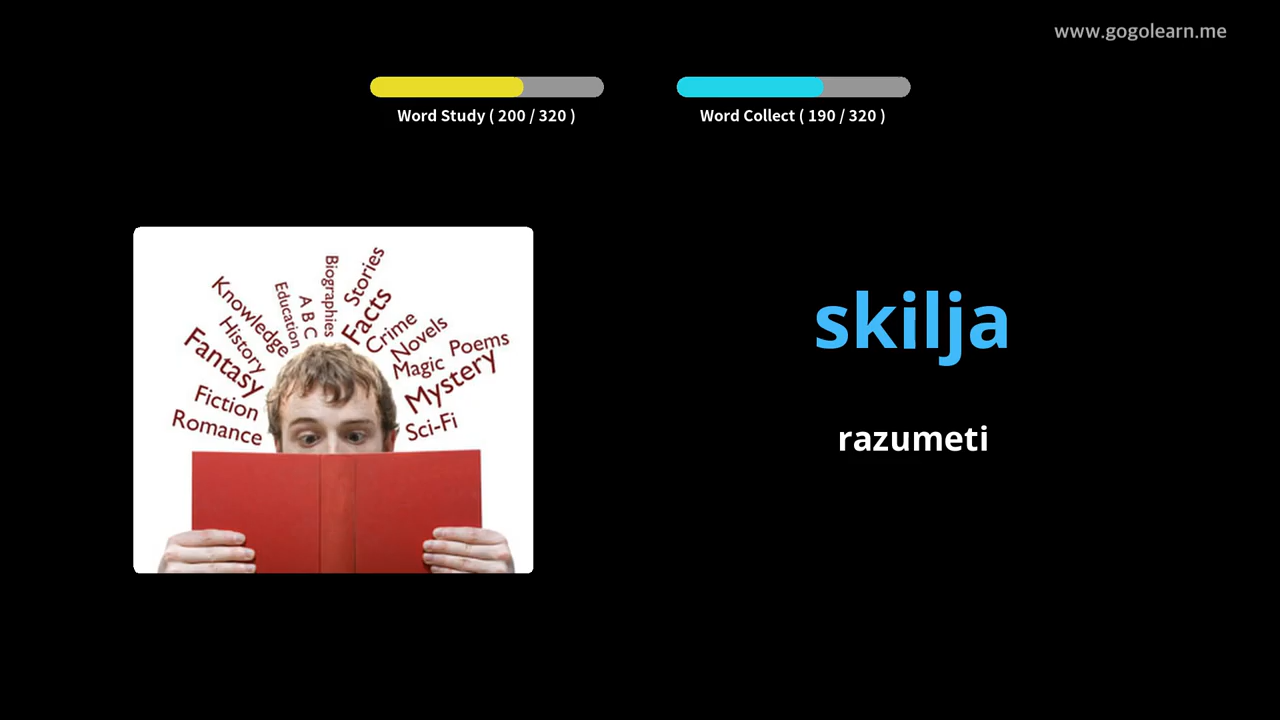 www.gogolearn.me
Word Study ( 200 / 320 )
Word Collect ( 190 / 320 )
Biographies
Stories
Education
A B C
Facts
Knowledge
Crime
History
Novels
Poems
Fantasy
Magic
Mystery
Fiction
Romance
Sci-Fi
skilja
razumeti